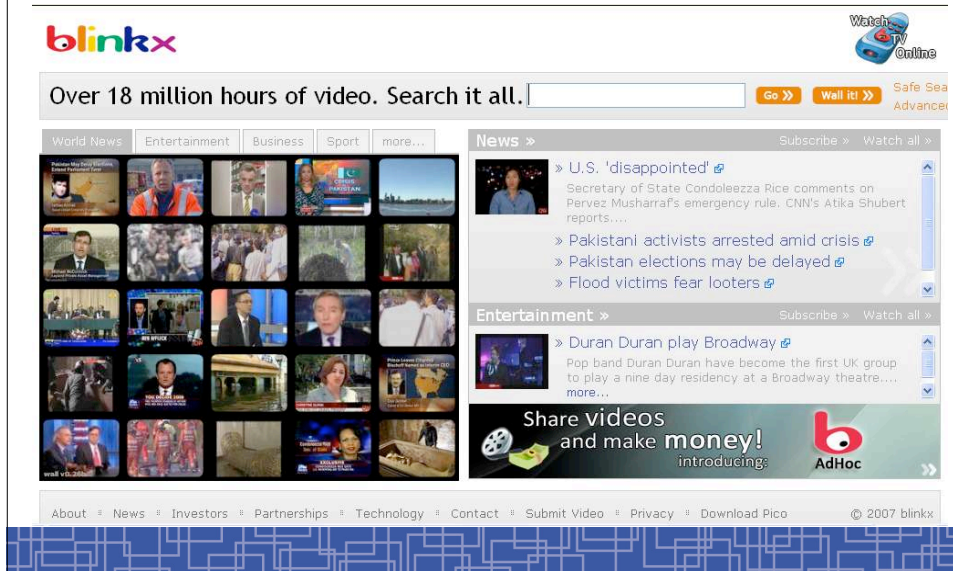 blinkx
Watch
TV
Online
Over 18 million hours of video. Search it all.
Go »
Wall it! »
Safe Sea
Advanced
World News
Entertainment
Business
Sport
more...
News »
Subscribe »
Watch all »
» U.S. 'disappointed'
Secretary of State Condoleezza Rice comments on
Pervez Musharraf's emergency rule. CNN's Atika Shubert
reports....
» Pakistani activists arrested amid crisis
» Pakistan elections may be delayed
» Flood victims fear looters
Entertainment »
Subscribe »
Watch all »
» Duran Duran play Broadway
Pop band Duran Duran have become the first UK group
to play a nine day residency at a Broadway theatre....
more...
Share videos
and make money!
introducing:
b
AdHoc
»
About
News
Investors
Partnerships
Technology
Contact
Submit Video
Privacy
Download Pico
© 2007 blinkx